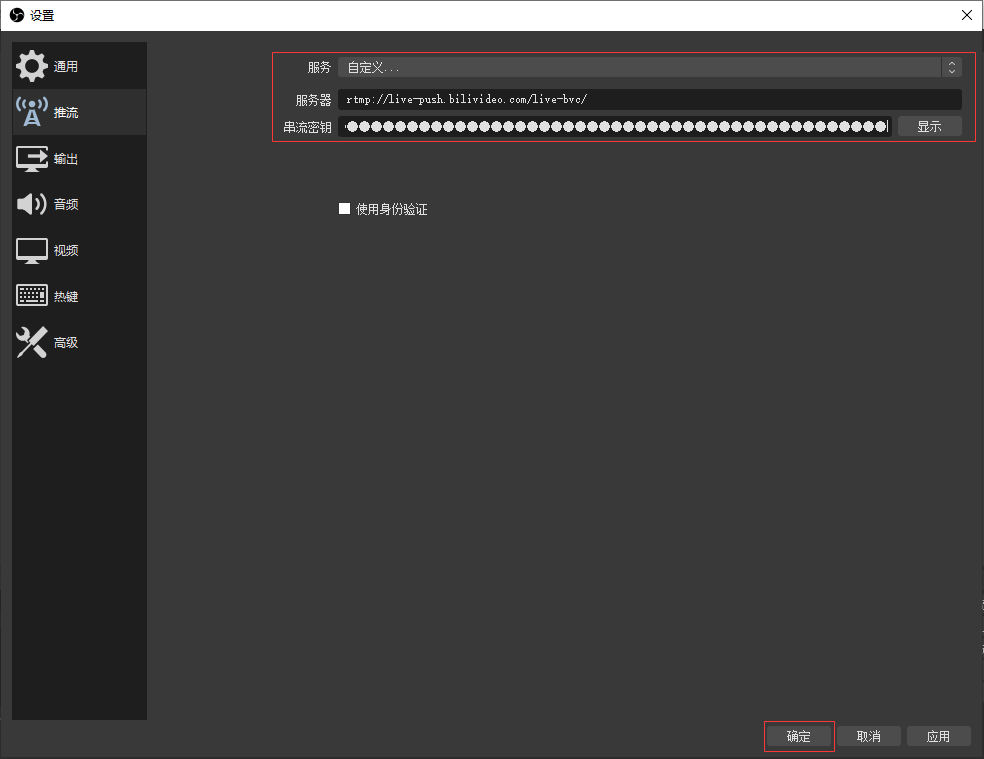 设置
通用
推流
输出
音频
视频
热键
高级
服务 自定义...
服务器 rtmp://live-push.bilivideo.com/live-bvc/
串流密钥 显示
使用身份验证
确定 取消 应用